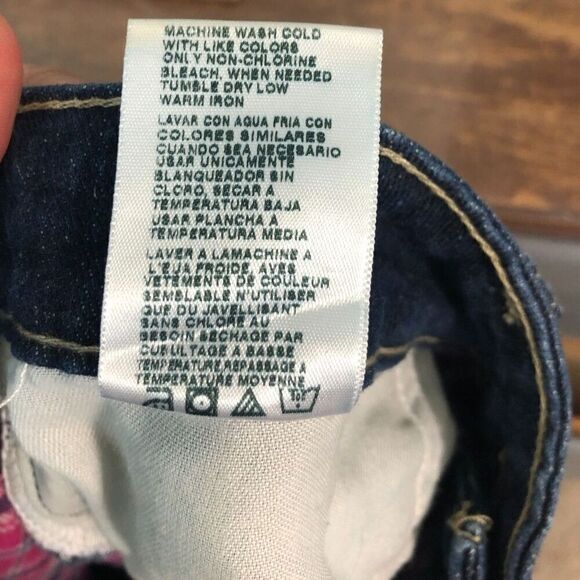 MACHINE WASH COLD
WITH LIKE COLORS
ONLY NON-CHLORINE
BLEACH, WHEN NEEDED
TUMBLE DRY LOW
WARM IRON
LAVAR CON AGUA FRIA CON
COLORES SIMILARES
CUANDO SEA NECESARIO
USAR UNICAMENTE
BLANQUEADOR SIN
CLORO, SECAR A
TEMPERATURA BAJA
USAR PLANCHA A
TEMPERATURA MEDIA
LAVER A LAMACHINE A
L'EUA FROIDE, AVES
VETEMENTS DE COULEUR
SEMBLABLE N'UTILISER
QUE DU JAVELLISANT
SANS CHLORE AU
BESOIN SECHAGE PAR
CUEULTAGE A BASSE
TEMPERATURE, REPASSAGE A
TEMPERATURE MOYENNE